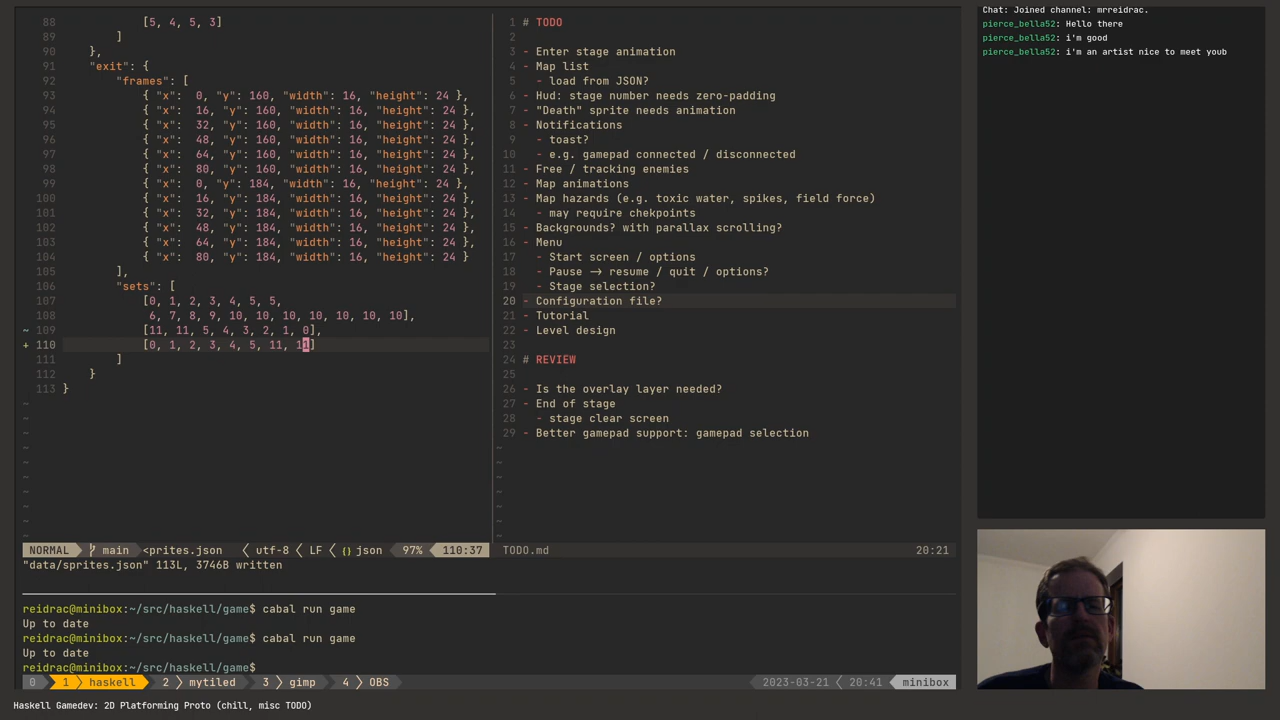 88             [5, 4, 5, 3]
89         ]
90     },
91     "exit": {
92         "frames": [
93             { "x":  0, "y": 160, "width": 16, "height": 24 },
94             { "x":  16, "y": 160, "width": 16, "height": 24 },
95             { "x":  32, "y": 160, "width": 16, "height": 24 },
96             { "x":  48, "y": 160, "width": 16, "height": 24 },
97             { "x":  64, "y": 160, "width": 16, "height": 24 },
98             { "x":  80, "y": 160, "width": 16, "height": 24 },
99             { "x":  0, "y": 184, "width": 16, "height": 24 },
100             { "x":  16, "y": 184, "width": 16, "height": 24 },
101             { "x":  32, "y": 184, "width": 16, "height": 24 },
102             { "x":  48, "y": 184, "width": 16, "height": 24 },
103             { "x":  64, "y": 184, "width": 16, "height": 24 },
104             { "x":  80, "y": 184, "width": 16, "height": 24 }
105         ],
106         "sets": [
107             [0, 1, 2, 3, 4, 5, 5,
108              6, 7, 8, 9, 10, 10, 10, 10, 10, 10, 10],
~ 109             [11, 11, 5, 4, 3, 2, 1, 0],
+ 110             [0, 1, 2, 3, 4, 5, 11, 11]
111         ]
112     }
113 }
~
~
~
~
~
~
~
~
~
NORMAL main <prites.json utf-8 LF {} json 97% 110:37
"data/sprites.json" 113L, 3746B written
1 # TODO
2
3 - Enter stage animation
4 - Map list
5   - load from JSON?
6 - Hud: stage number needs zero-padding
7 - "Death" sprite needs animation
8 - Notifications
9   - toast?
10   - e.g. gamepad connected / disconnected
11 - Free / tracking enemies
12 - Map animations
13 - Map hazards (e.g. toxic water, spikes, field force)
14   - may require chekpoints
15 - Backgrounds? with parallax scrolling?
16 - Menu
17   - Start screen / options
18   - Pause -> resume / quit / options?
19   - Stage selection?
20 - Configuration file?
21 - Tutorial
22 - Level design
23
24 # REVIEW
25
26 - Is the overlay layer needed?
27 - End of stage
28   - stage clear screen
29 - Better gamepad support: gamepad selection
~
~
~
~
~
~
TODO.md 20:21
reidrac@minibox:~/src/haskell/game$ cabal run game
Up to date
reidrac@minibox:~/src/haskell/game$ cabal run game
Up to date
reidrac@minibox:~/src/haskell/game$
0 1 haskell 2 mytiled 3 gimp 4 OBS 2023-03-21 20:41 minibox
Chat: Joined channel: mrreidrac.
pierce_bella52: Hello there
pierce_bella52: i'm good
pierce_bella52: i'm an artist nice to meet youb
Haskell Gamedev: 2D Platforming Proto (chill, misc TODO)